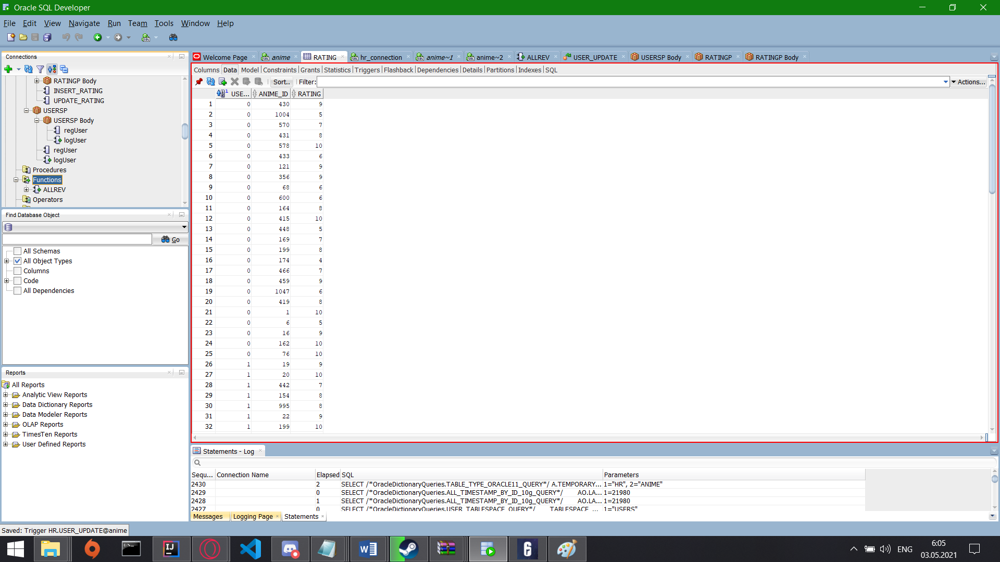 Oracle SQL Developer
File Edit View Navigate Run Team Tools Window Help
Connections
RATINGP Body
INSERT_RATING
UPDATE_RATING
USERSP
USERSP Body
regUser
logUser
regUser
logUser
Procedures
Functions
ALLREV
Operators
Find Database Object
Go
All Schemas
All Object Types
Columns
Code
All Dependencies
Reports
All Reports
Analytic View Reports
Data Dictionary Reports
Data Modeler Reports
OLAP Reports
TimesTen Reports
User Defined Reports
Welcome Page anime RATING hr_connection anime~1 anime~2 ALLREV USER_UPDATE USERSP Body RATINGP RATINGP Body
Columns Data Model Constraints Grants Statistics Triggers Flashback Dependencies Details Partitions Indexes SQL
Sort.. Filter: Actions...
USE... ANIME_ID RATING
1 0 430 9
2 0 1004 5
3 0 570 7
4 0 431 8
5 0 578 10
6 0 433 6
7 0 121 9
8 0 356 9
9 0 68 6
10 0 600 6
11 0 164 8
12 0 415 10
13 0 448 5
14 0 169 7
15 0 199 8
16 0 174 4
17 0 466 7
18 0 459 9
19 0 1047 6
20 0 419 8
21 0 1 10
22 0 6 5
23 0 16 9
24 0 162 10
25 0 76 10
26 1 19 9
27 1 20 10
28 1 442 7
29 1 154 8
30 1 995 8
31 1 22 9
32 1 199 10
Statements - Log
Sequ... Connection Name Elapsed SQL Parameters
2430 2 SELECT /*OracleDictionaryQueries.TABLE_TYPE_ORACLE11_QUERY*/ A.TEMPORARY... 1="HR", 2="ANIME"
2429 0 SELECT /*OracleDictionaryQueries.ALL_TIMESTAMP_BY_ID_10g_QUERY*/ AO.LA... 1=21980
2428 1 SELECT /*OracleDictionaryQueries.ALL_TIMESTAMP_BY_ID_10g_QUERY*/ AO.LA... 1=21980
2427 0 SELECT /*OracleDictionaryQueries.USER_TABLESPACE_QUERY*/ TABLESPACE ... 1="USERS"
Messages Logging Page Statements
Saved: Trigger HR.USER_UPDATE@anime
ENG
6:05
03.05.2021